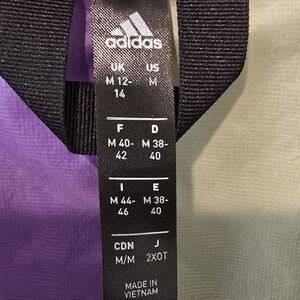 adidas
UK US
M 12- M
14
F D
M 40- M 38-
42 40
I E
M 44- M 38-
46 40
CDN J
M/M 2XOT
MADE IN
VIETNAM